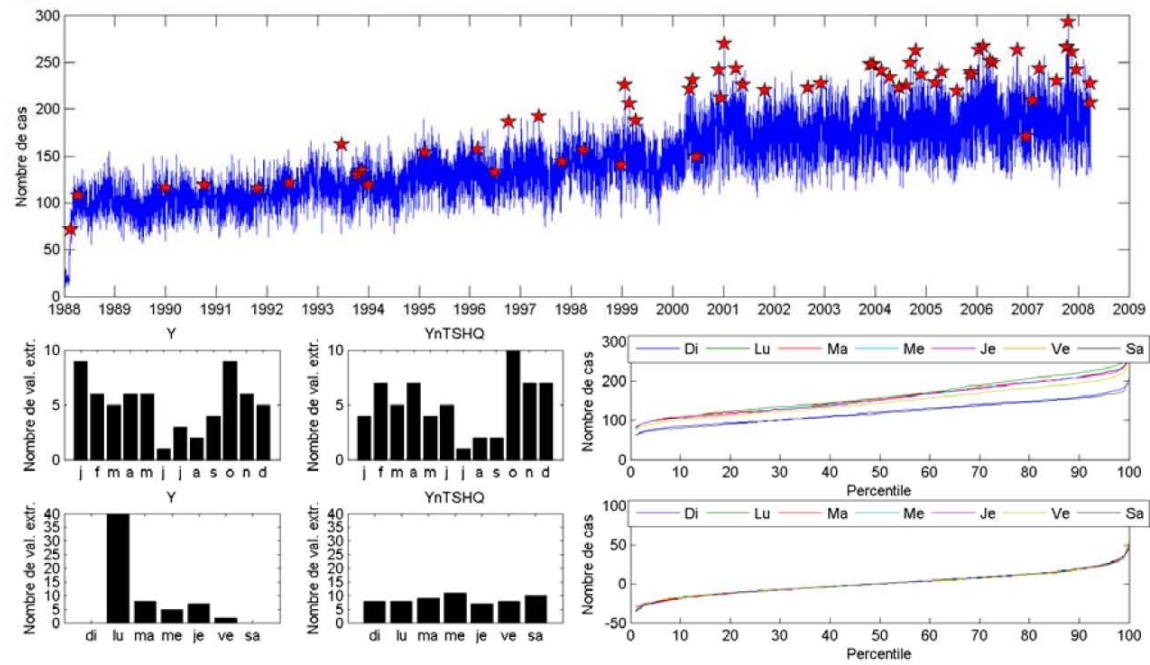 300
250
200
150
100
50
0
Nombre de cas
1988 1989 1990 1991 1992 1993 1994 1995 1996 1997 1998 1999 2000 2001 2002 2003 2004 2005 2006 2007 2008 2009
Y
10
5
0
Nombre de val. extr.
j f m a m j j a s o n d
YnTSHQ
10
5
0
Nombre de val. extr.
j f m a m j j a s o n d
300
200
100
0
Nombre de cas
Di Lu Ma Me Je Ve Sa
0 10 20 30 40 50 60 70 80 90 100
Percentile
Y
40
35
30
25
20
15
10
5
0
Nombre de val. extr.
di lu ma me je ve sa
YnTSHQ
40
35
30
25
20
15
10
5
0
Nombre de val. extr.
di lu ma me je ve sa
100
50
0
-50
Nombre de cas
Di Lu Ma Me Je Ve Sa
0 10 20 30 40 50 60 70 80 90 100
Percentile